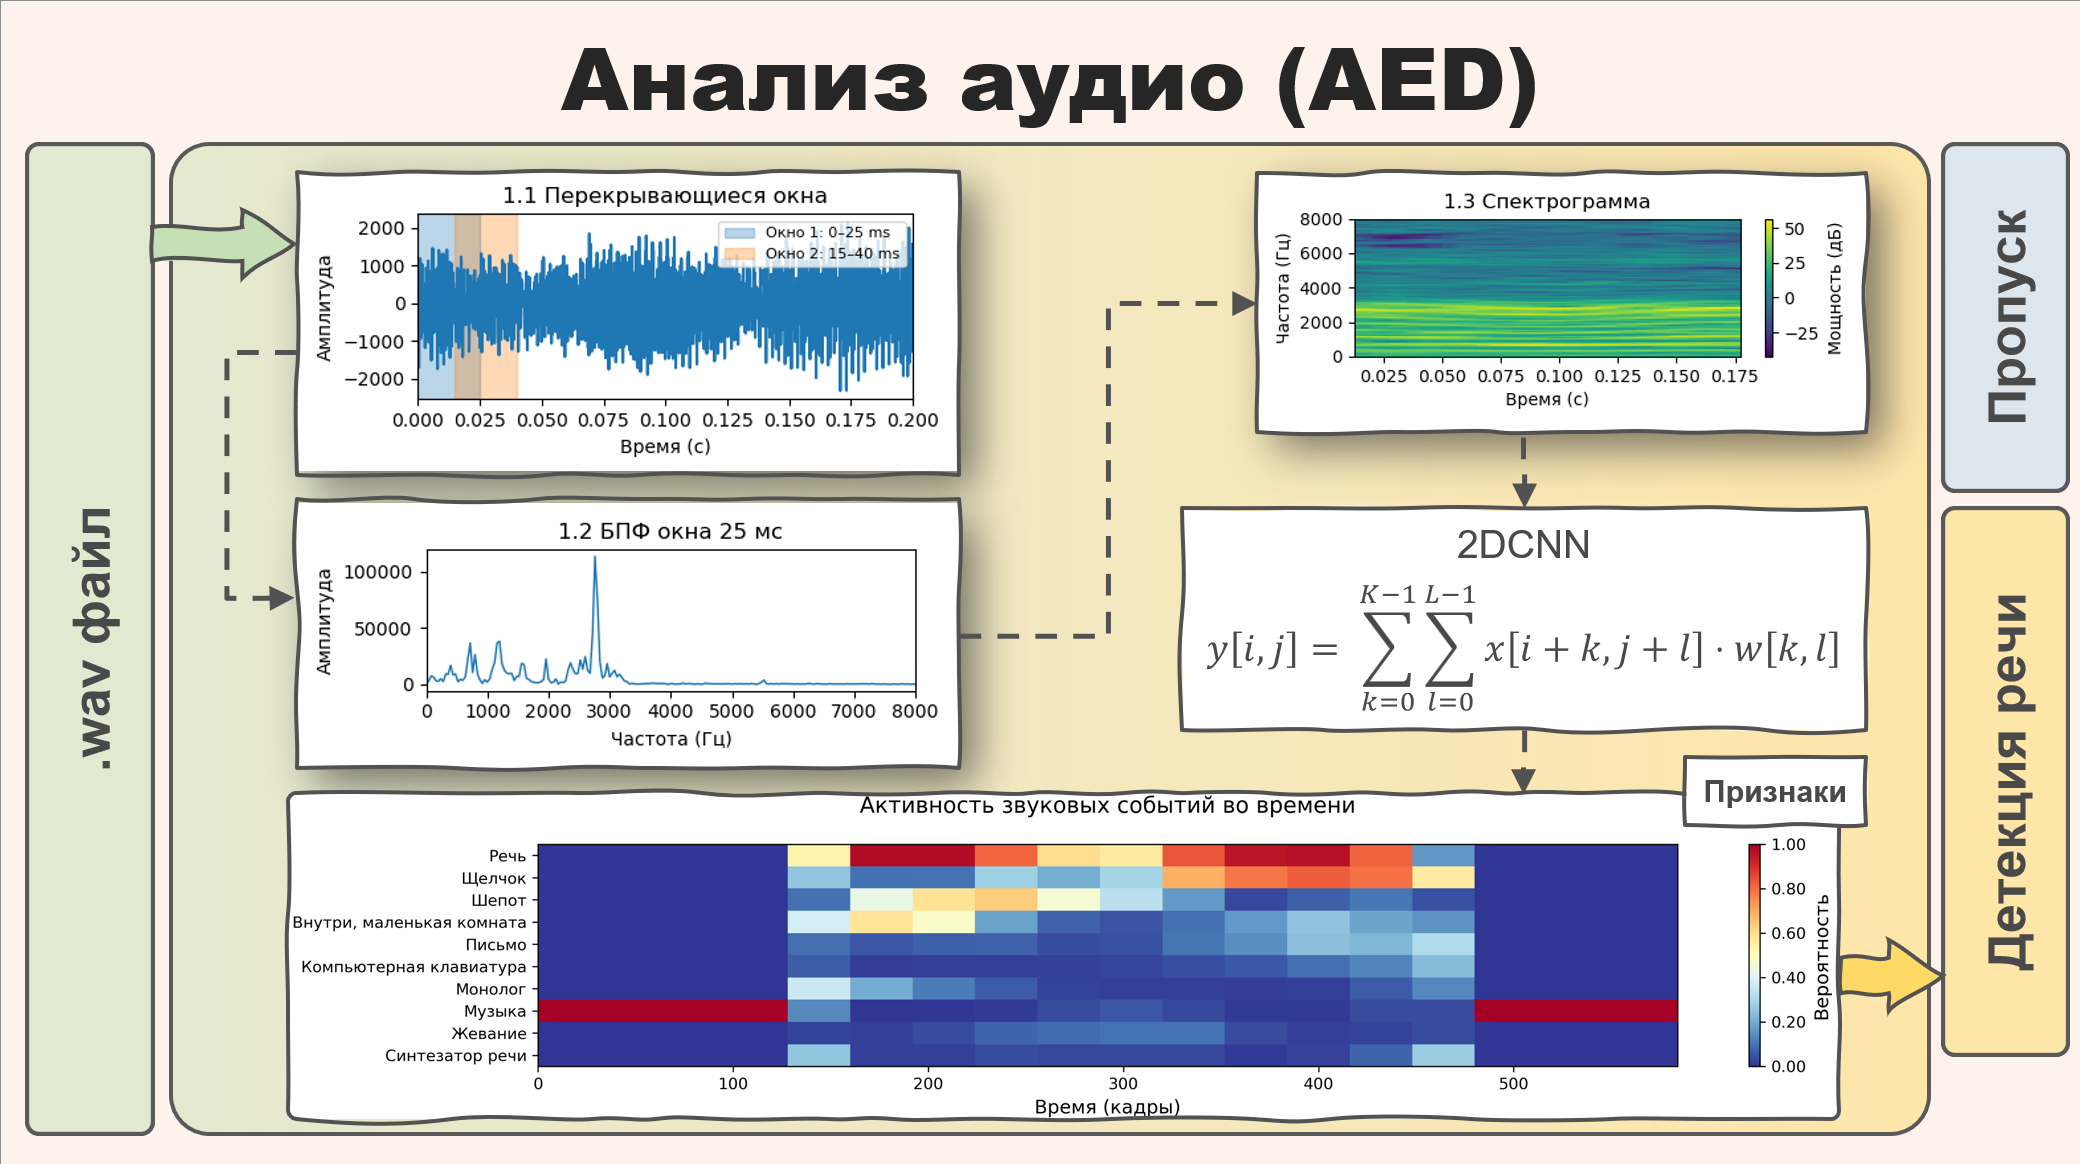 Анализ аудио (AED)
.wav файл
1.1 Перекрывающиеся окна
Окно 1: 0–25 ms
Окно 2: 15–40 ms
2000
1000
0
−1000
−2000
Амплитуда
0.000 0.025 0.050 0.075 0.100 0.125 0.150 0.175 0.200
Время (с)
1.2 БПФ окна 25 мс
100000
50000
0
Амплитуда
0 1000 2000 3000 4000 5000 6000 7000 8000
Частота (Гц)
1.3 Спектрограмма
8000
6000
4000
2000
0
Частота (Гц)
0.025 0.050 0.075 0.100 0.125 0.150 0.175
Время (с)
50
25
0
−25
Мощность (дБ)
2DCNN
K−1 L−1
y[i, j] = ∑ ∑ x[i + k, j + l] · w[k, l]
k=0 l=0
Признаки
Активность звуковых событий во времени
Речь
Щелчок
Шепот
Внутри, маленькая комната
Письмо
Компьютерная клавиатура
Монолог
Музыка
Жевание
Синтезатор речи
0 100 200 300 400 500
Время (кадры)
1.00
0.80
0.60
0.40
0.20
0.00
Вероятность
Пропуск
Детекция речи